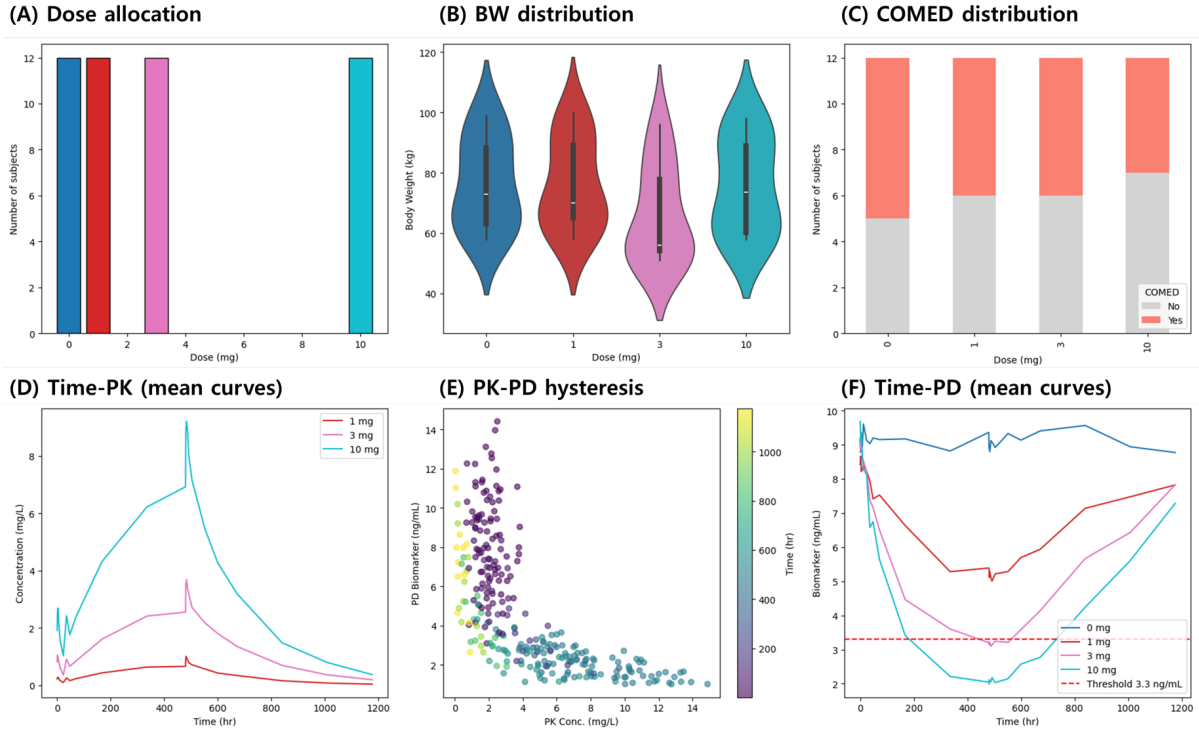 (A) Dose allocation
(B) BW distribution
(C) COMED distribution
12
10
8
6
4
2
0
Number of subjects
0
2
4
6
8
10
Dose (mg)
120
100
80
60
40
Body Weight (kg)
0
1
3
10
Dose (mg)
12
10
8
6
4
2
0
Number of subjects
COMED
No
Yes
0
1
3
10
Dose (mg)
(D) Time-PK (mean curves)
(E) PK-PD hysteresis
(F) Time-PD (mean curves)
8
6
4
2
0
Concentration (mg/L)
1 mg
3 mg
10 mg
0
200
400
600
800
1000
1200
Time (hr)
14
12
10
8
6
4
2
PD Biomarker (ng/mL)
0
2
4
6
8
10
12
14
PK Conc. (mg/L)
1000
800
600
400
200
Time (hr)
10
9
8
7
6
5
4
3
2
Biomarker (ng/mL)
0 mg
1 mg
3 mg
10 mg
Threshold 3.3 ng/mL
0
200
400
600
800
1000
1200
Time (hr)